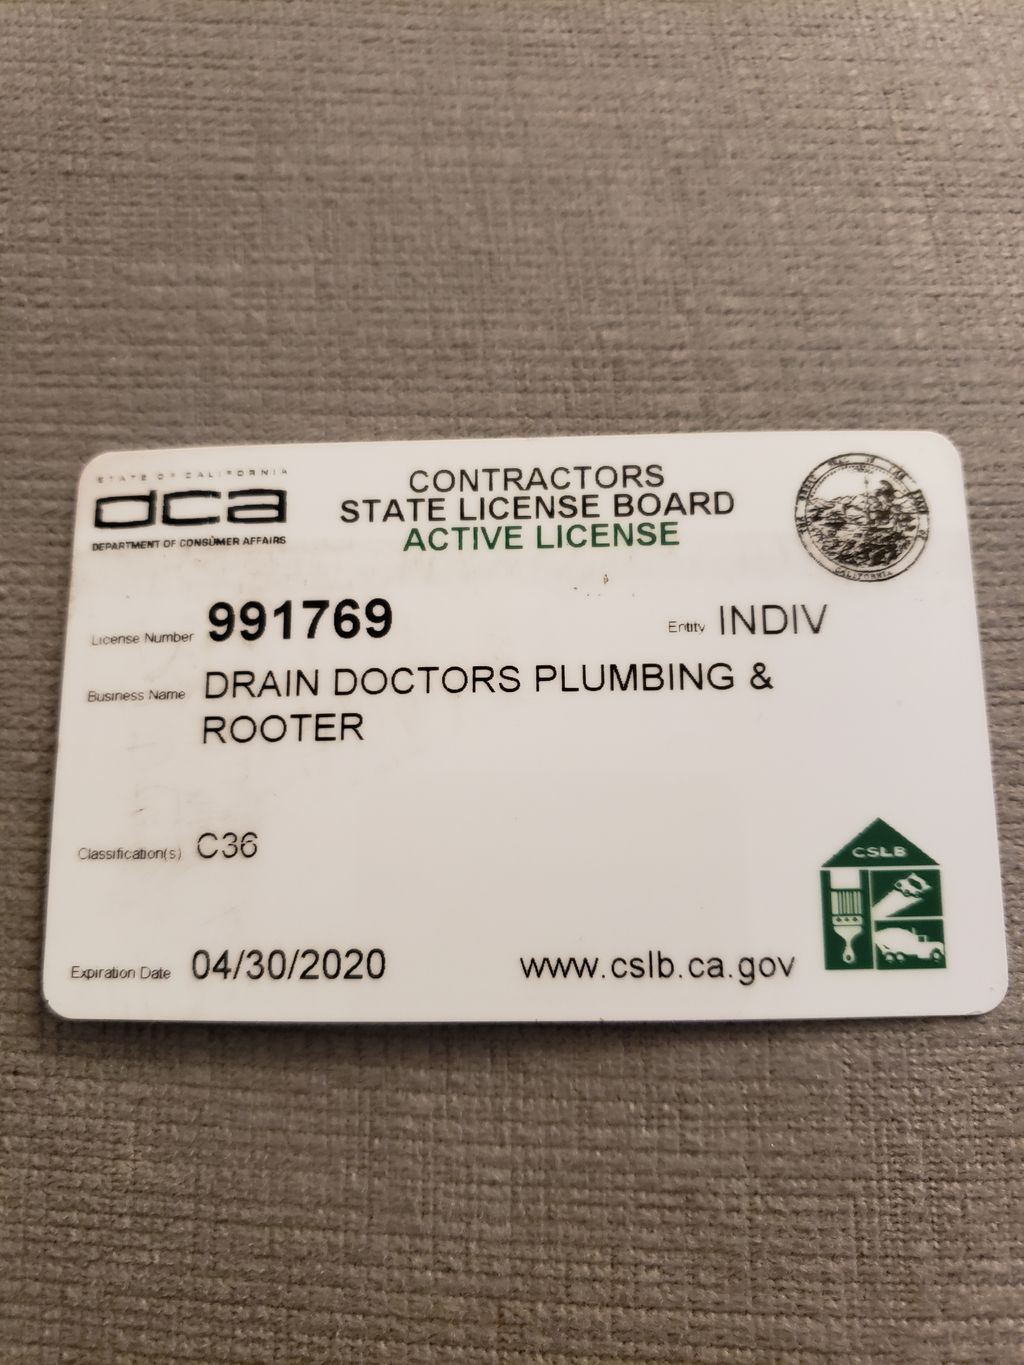 STATE OF CALIFORNIA
dca
DEPARTMENT OF CONSUMER AFFAIRS
CONTRACTORS
STATE LICENSE BOARD
ACTIVE LICENSE
CALIFORNIA
License Number 991769
Entity INDIV
Business Name DRAIN DOCTORS PLUMBING &
ROOTER
Classification(s) C36
CSLB
Expiration Date 04/30/2020
www.cslb.ca.gov